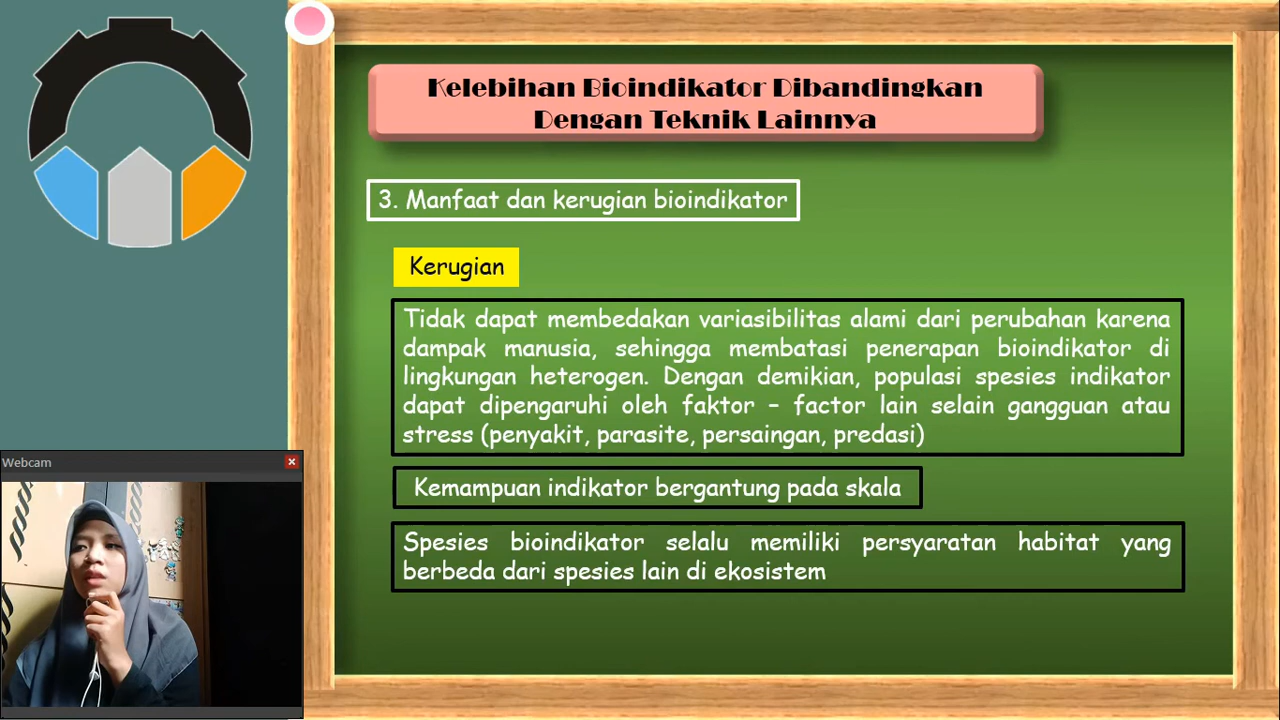 Kelebihan Bioindikator Dibandingkan
Dengan Teknik Lainnya
3. Manfaat dan kerugian bioindikator
Kerugian
Tidak dapat membedakan variasibilitas alami dari perubahan karena
dampak manusia, sehingga membatasi penerapan bioindikator di
lingkungan heterogen. Dengan demikian, populasi spesies indikator
dapat dipengaruhi oleh faktor – factor lain selain gangguan atau
stress (penyakit, parasite, persaingan, predasi)
Kemampuan indikator bergantung pada skala
Spesies bioindikator selalu memiliki persyaratan habitat yang
berbeda dari spesies lain di ekosistem
Webcam